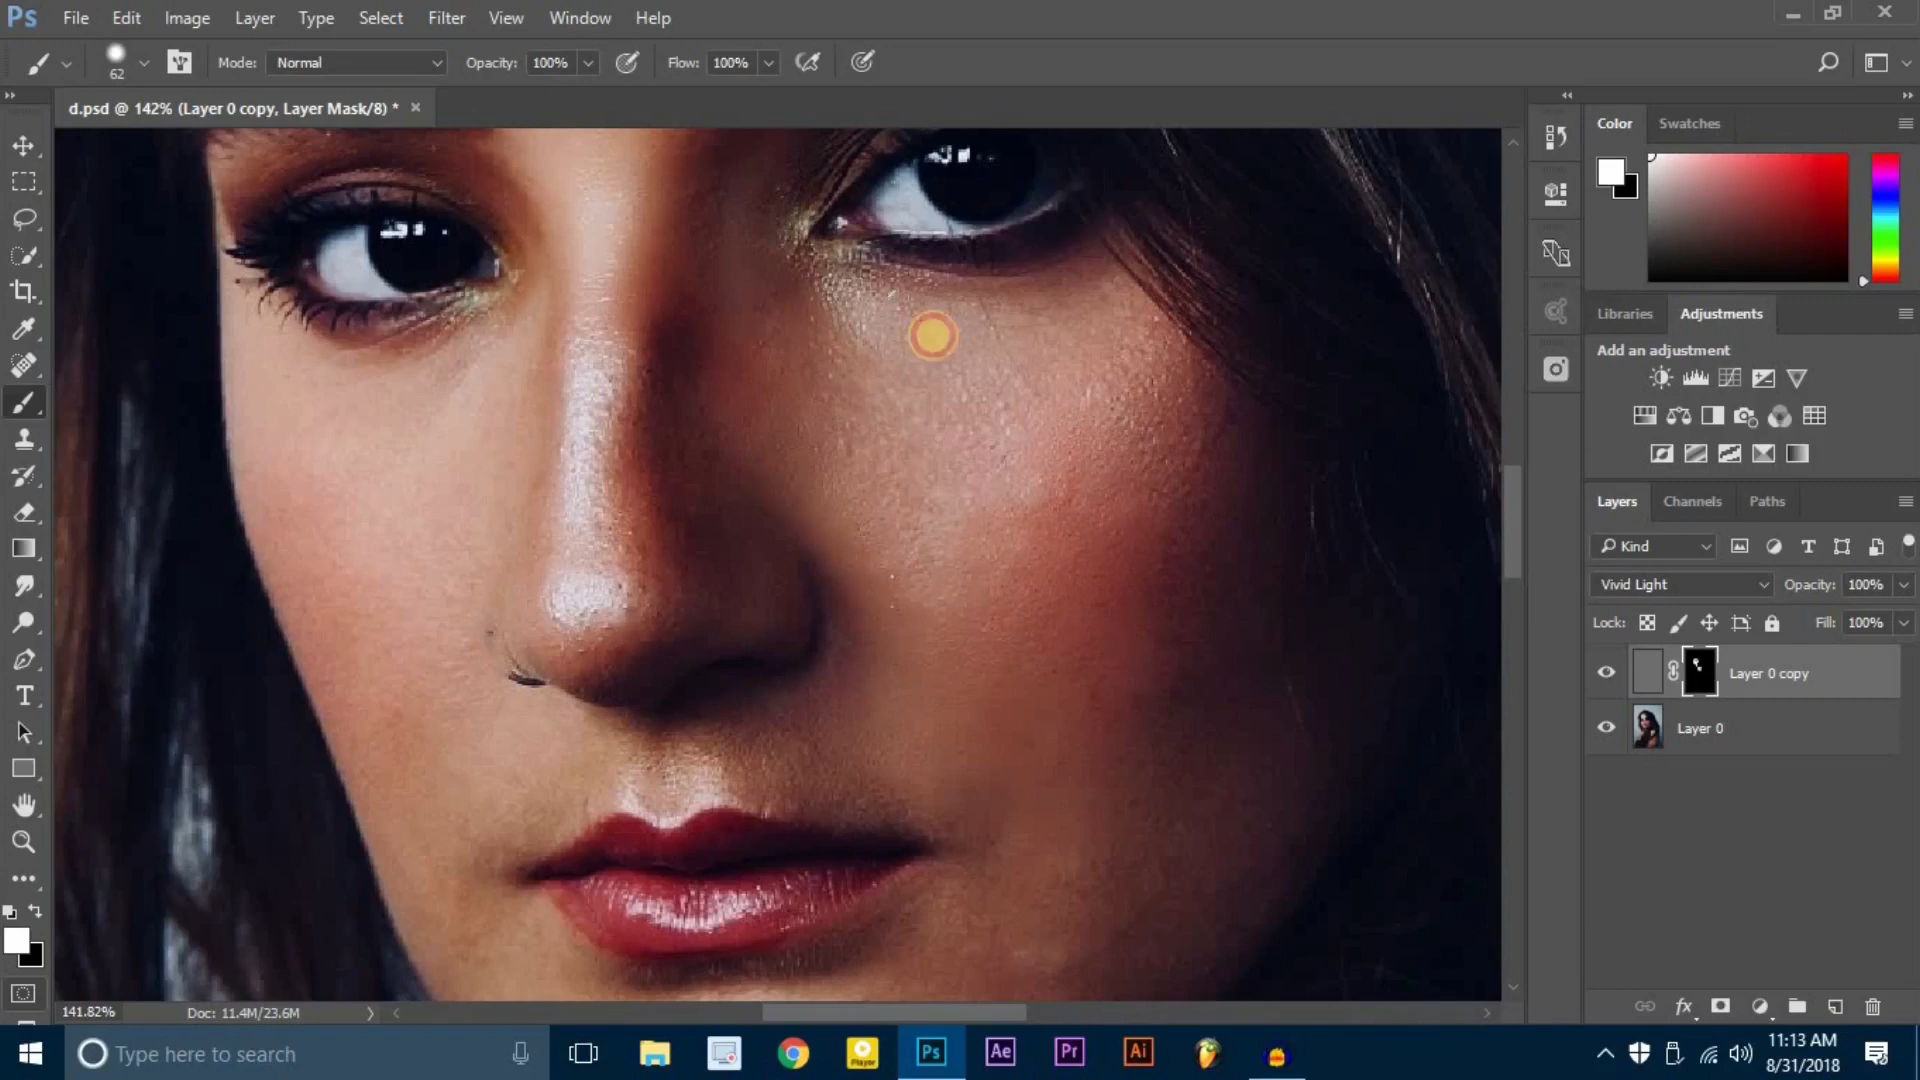 Ps File Edit Image Layer Type Select Filter View Window Help
62 Mode: Normal Opacity: 100% Flow: 100%
d.psd @ 142% (Layer 0 copy, Layer Mask/8) *
Color Swatches
Libraries Adjustments
Add an adjustment
Layers Channels Paths
Kind
Vivid Light Opacity: 100%
Lock: Fill: 100%
Layer 0 copy
Layer 0
141.82% Doc: 11.4M/23.6M
Type here to search
Player Ps Ae Pr Ai
11:13 AM
8/31/2018